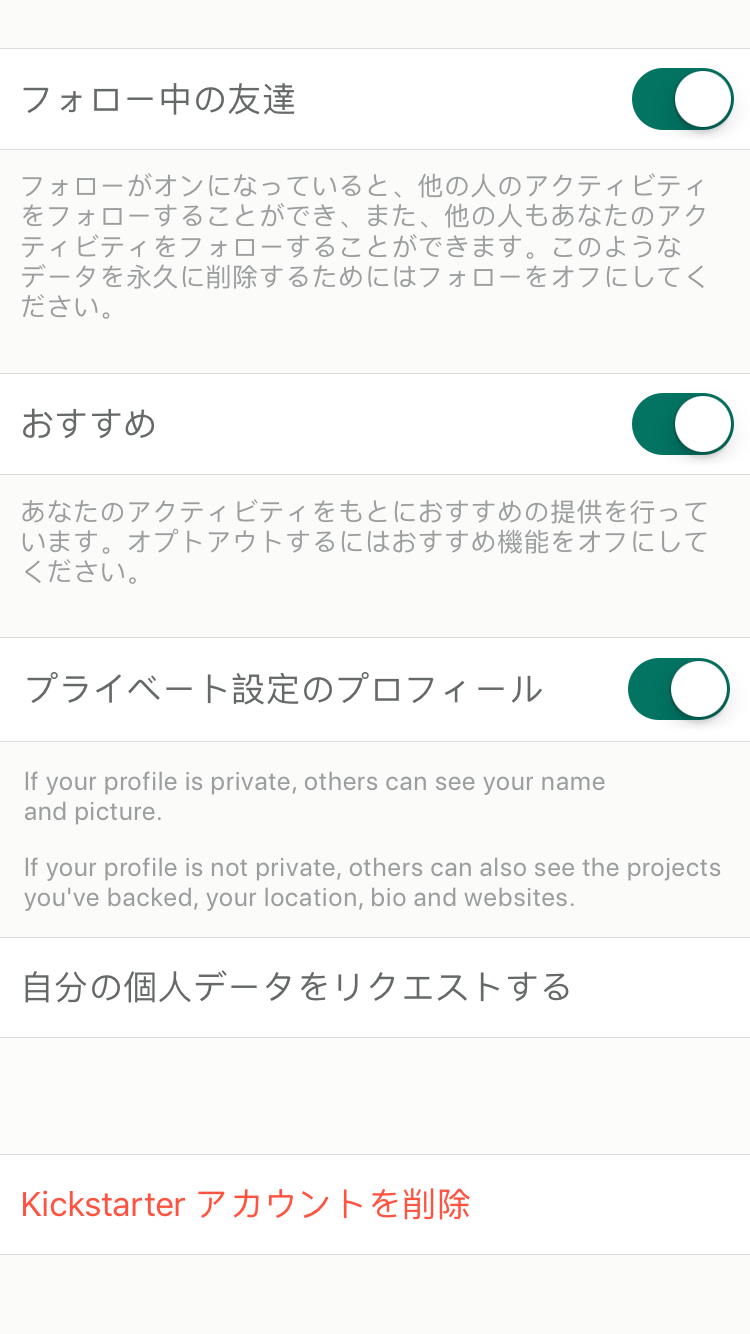 フォロー中の友達
フォローがオンになっていると、他の人のアクティビティ
をフォローすることができ、また、他の人もあなたのアク
ティビティをフォローすることができます。このような
データを永久に削除するためにはフォローをオフにしてく
ださい。
おすすめ
あなたのアクティビティをもとにおすすめの提供を行って
います。オプトアウトするにはおすすめ機能をオフにして
ください。
プライベート設定のプロフィール
If your profile is private, others can see your name
and picture.
If your profile is not private, others can also see the projects
you've backed, your location, bio and websites.
自分の個人データをリクエストする
Kickstarter アカウントを削除